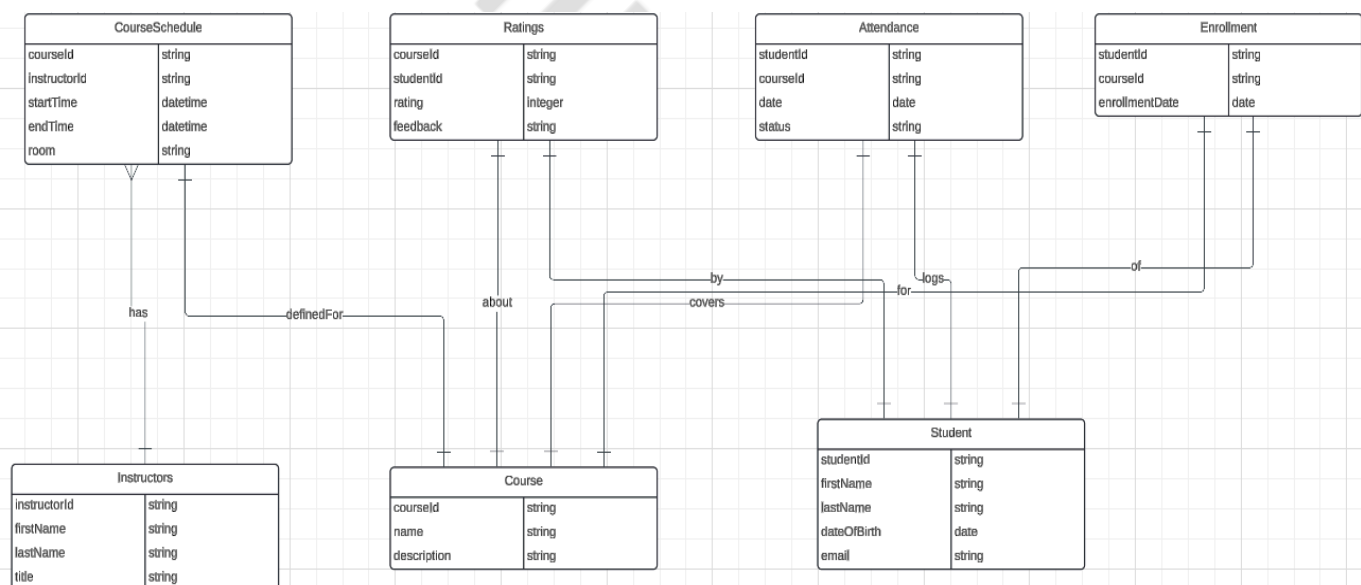 CourseSchedule
courseId string
instructorId string
startTime datetime
endTime datetime
room string
Ratings
courseId string
studentId string
rating integer
feedback string
Attendance
studentId string
courseId string
date date
status string
Enrollment
studentId string
courseId string
enrollmentDate date
of
by
logs
for
about
covers
has
definedFor
Instructors
instructorId string
firstName string
lastName string
title string
Course
courseId string
name string
description string
Student
studentId string
firstName string
lastName string
dateOfBirth date
email string